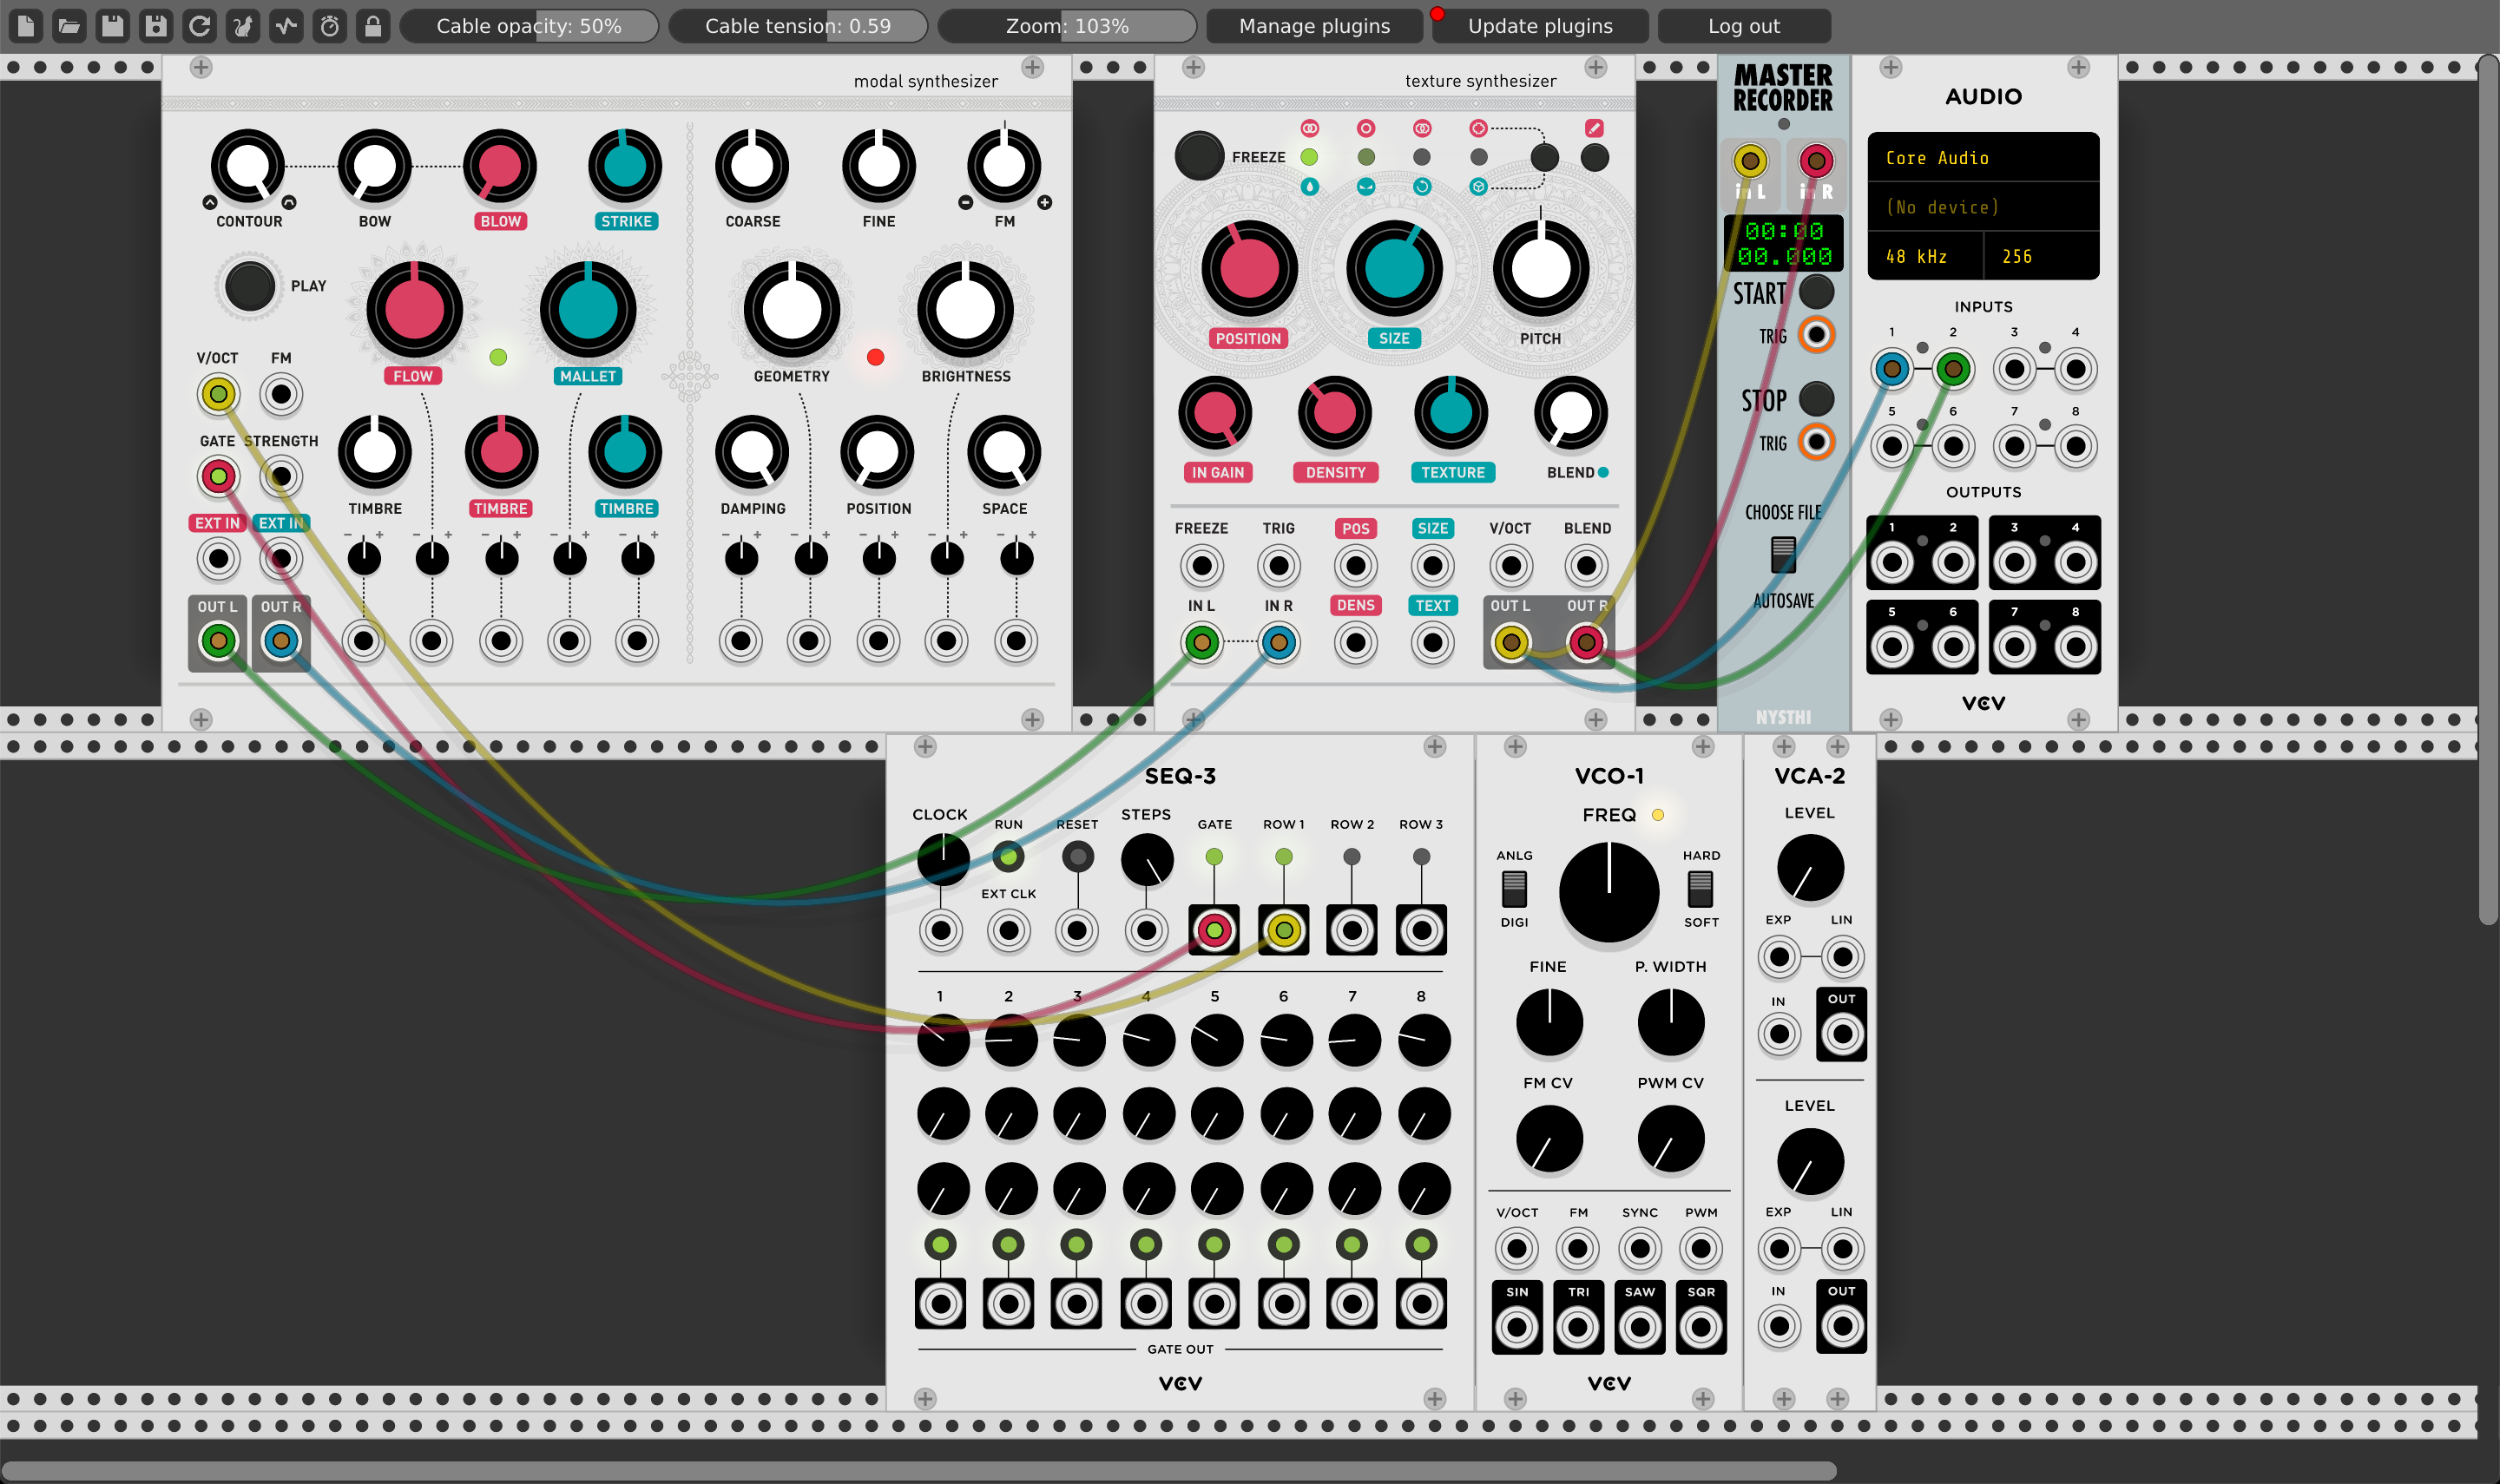 Cable opacity: 50%
Cable tension: 0.59
Zoom: 103%
Manage plugins
Update plugins
Log out
modal synthesizer
CONTOUR
BOW
BLOW
STRIKE
COARSE
FINE
FM
PLAY
V/OCT
FM
FLOW
MALLET
GEOMETRY
BRIGHTNESS
GATE
STRENGTH
EXT IN
EXT IN
TIMBRE
TIMBRE
TIMBRE
DAMPING
POSITION
SPACE
− +
− +
− +
− +
− +
− +
− +
− +
− +
− +
OUT L
OUT R
texture synthesizer
FREEZE
POSITION
SIZE
PITCH
IN GAIN
DENSITY
TEXTURE
BLEND
FREEZE
TRIG
POS
SIZE
V/OCT
BLEND
IN L
IN R
DENS
TEXT
OUT L
OUT R
MASTER
RECORDER
in L
in R
00:00
00.000
START
TRIG
STOP
TRIG
CHOOSE FILE
AUTOSAVE
NYSTHI
AUDIO
Core Audio
(No device)
48 kHz
256
INPUTS
1 2 3 4
5 6 7 8
OUTPUTS
1 2 3 4
5 6 7 8
VCV
SEQ-3
CLOCK
RUN
RESET
STEPS
GATE
ROW 1
ROW 2
ROW 3
EXT CLK
1 2 3 4 5 6 7 8
GATE OUT
VCV
VCO-1
FREQ
ANLG
HARD
DIGI
SOFT
FINE
P. WIDTH
FM CV
PWM CV
V/OCT
FM
SYNC
PWM
SIN
TRI
SAW
SQR
VCV
VCA-2
LEVEL
EXP
LIN
IN
OUT
LEVEL
EXP
LIN
IN
OUT